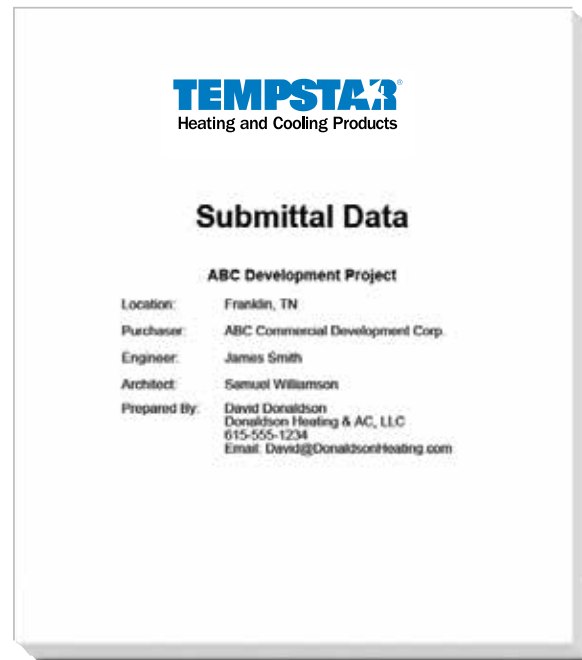 TEMPSTAR®
Heating and Cooling Products
Submittal Data
ABC Development Project
Location: Franklin, TN
Purchaser: ABC Commercial Development Corp.
Engineer: James Smith
Architect: Samuel Williamson
Prepared By: David Donaldson
Donaldson Heating & AC, LLC
615-555-1234
Email: David@DonaldsonHeating.com